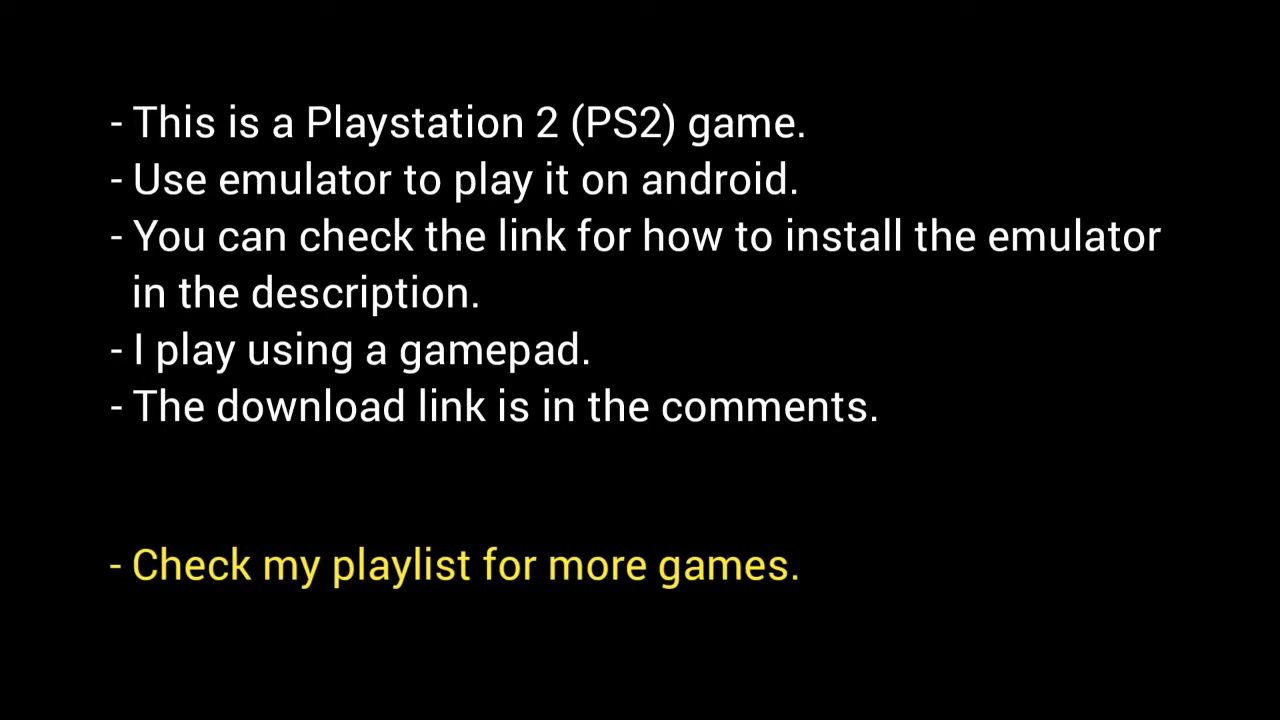 - This is a Playstation 2 (PS2) game.
- Use emulator to play it on android.
- You can check the link for how to install the emulator
in the description.
- I play using a gamepad.
- The download link is in the comments.
- Check my playlist for more games.